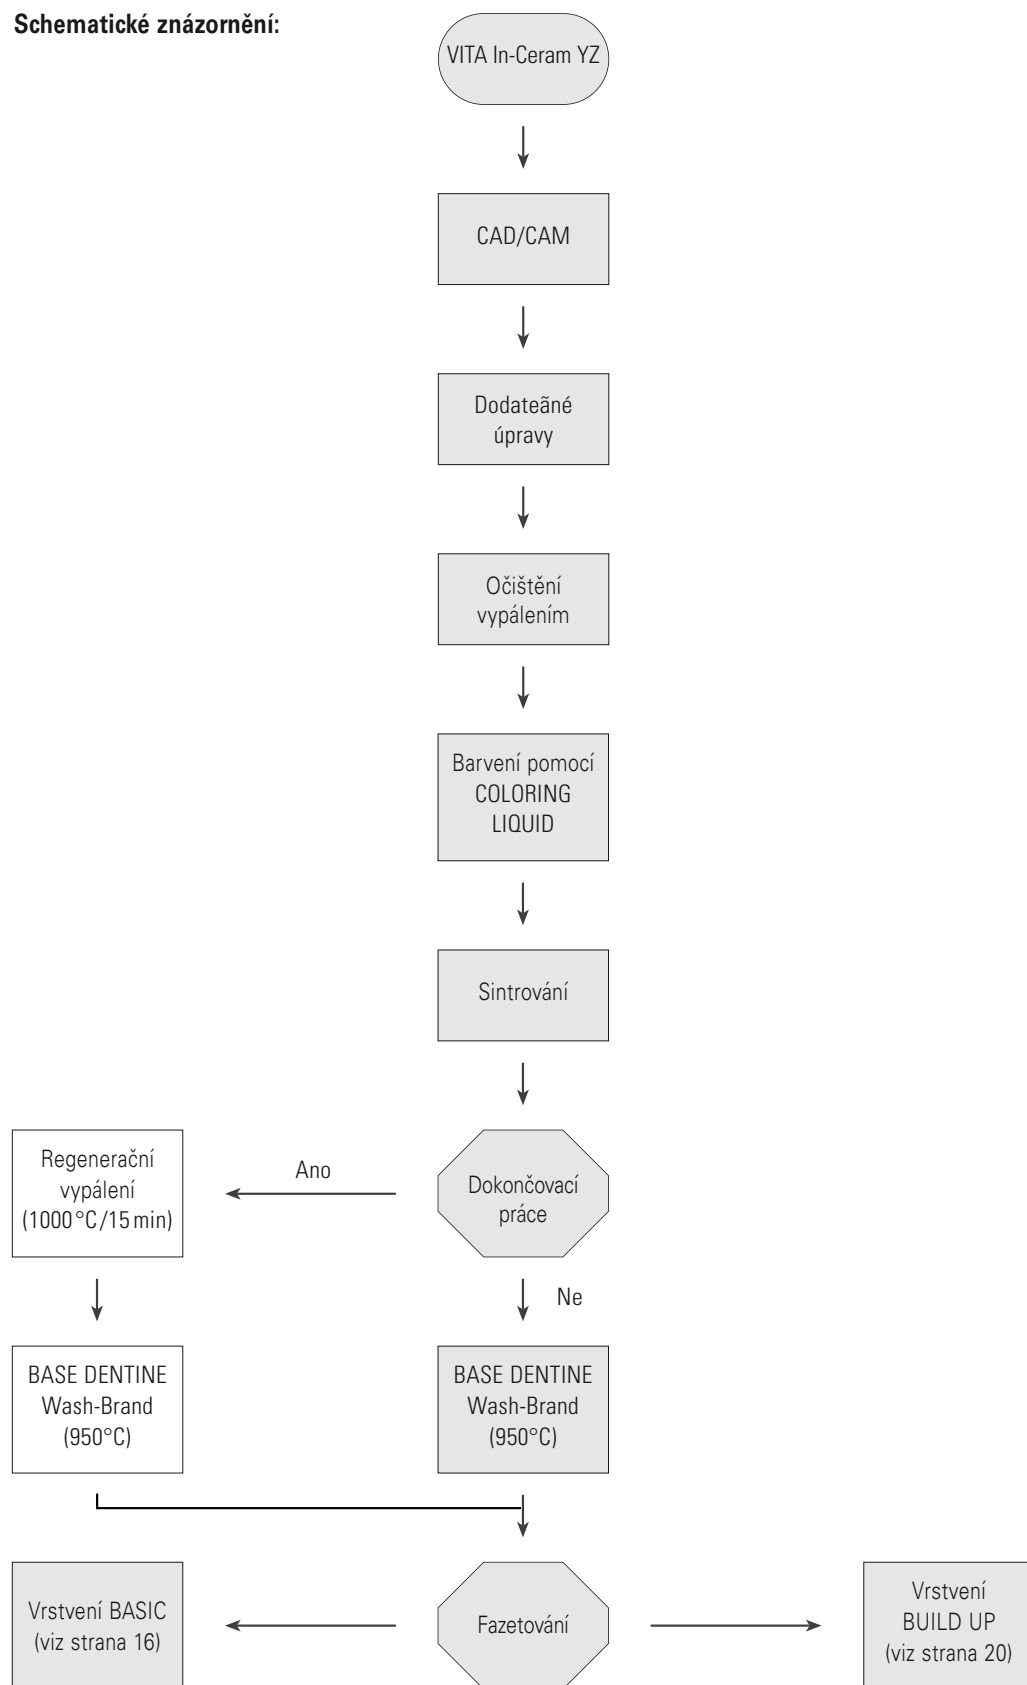 Schematické znázornění:
VITA In-Ceram YZ
CAD/CAM
Dodateãné
úpravy
Očištění
vypálením
Barvení pomocí
COLORING
LIQUID
Sintrování
Regenerační
vypálení
(1000 °C/15 min)
Ano
Dokončovací
práce
Ne
BASE DENTINE
Wash-Brand
(950°C)
BASE DENTINE
Wash-Brand
(950°C)
Vrstvení BASIC
(viz strana 16)
Fazetování
Vrstvení
BUILD UP
(viz strana 20)